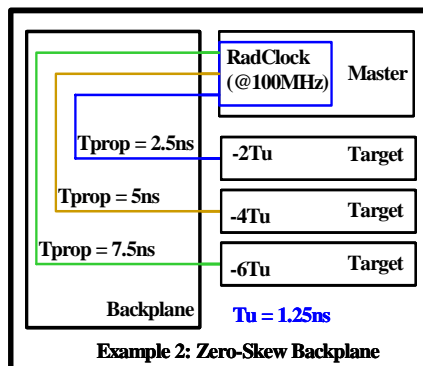 RadClock
(@100MHz)
Master
Tprop = 2.5ns
-2Tu
Target
Tprop = 5ns
-4Tu
Target
Tprop = 7.5ns
-6Tu
Target
Backplane
Tu = 1.25ns
Example 2: Zero-Skew Backplane